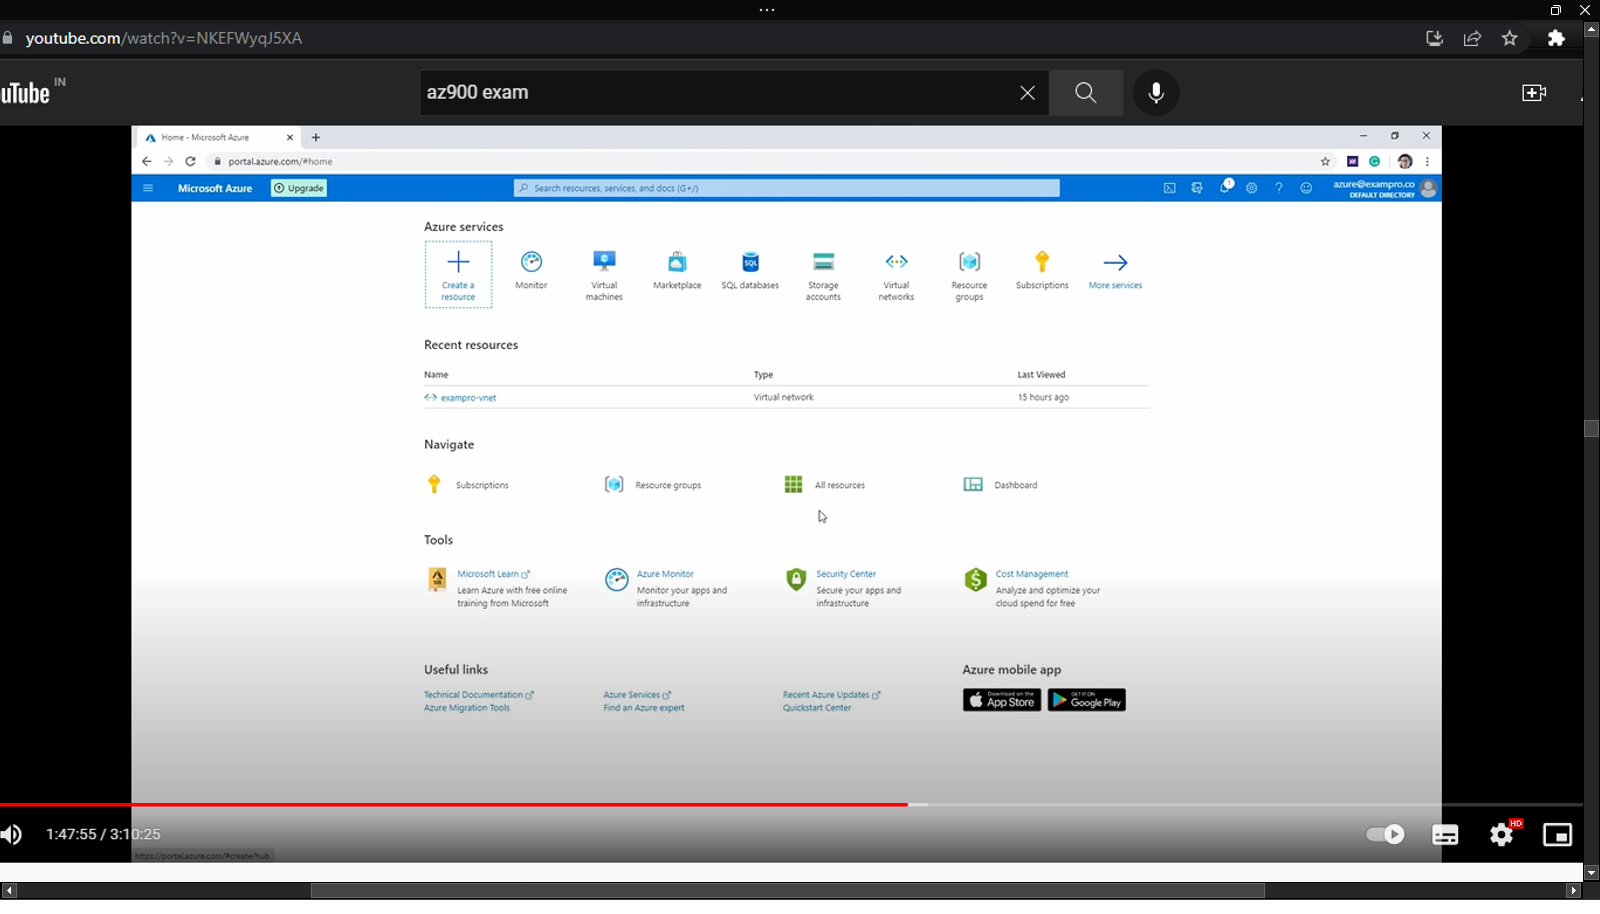 youtube.com/watch?v=NKEFWyqJ5XA
uTube IN
az900 exam
Home - Microsoft Azure
portal.azure.com/#home
Microsoft Azure
Upgrade
Search resources, services, and docs (G+/)
1
azure@exampro.co
DEFAULT DIRECTORY
Azure services
Create a resource
Monitor
Virtual machines
Marketplace
SQL
SQL databases
Storage accounts
Virtual networks
Resource groups
Subscriptions
More services
Recent resources
Name Type Last Viewed
exampro-vnet Virtual network 15 hours ago
Navigate
Subscriptions Resource groups All resources Dashboard
Tools
Microsoft Learn
Learn Azure with free online
training from Microsoft
Azure Monitor
Monitor your apps and
infrastructure
Security Center
Secure your apps and
infrastructure
Cost Management
Analyze and optimize your
cloud spend for free
Useful links
Technical Documentation
Azure Migration Tools
Azure Services
Find an Azure expert
Recent Azure Updates
Quickstart Center
Azure mobile app
Download on the
App Store
GET IT ON
Google Play
1:47:55 / 3:10:25
HD
https://portal.azure.com/#create/hub